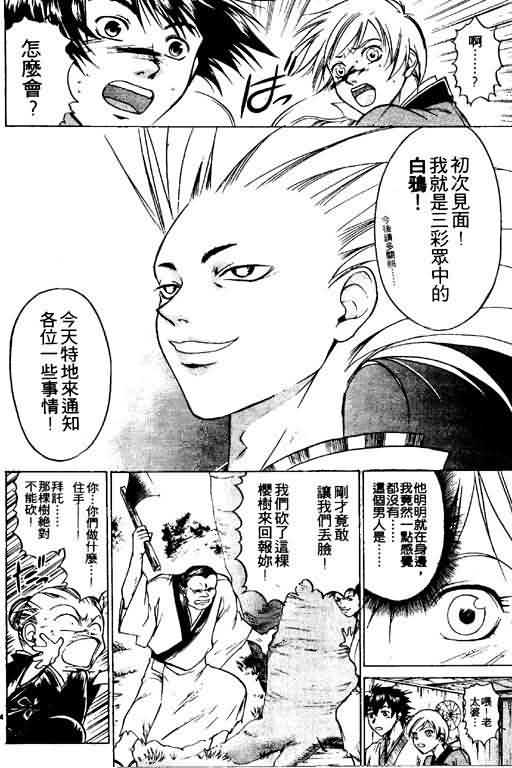 啊……?
怎麼會?
ば
初次見面!
我就是三彩眾中的
白鴉!
今後請多關照……
今天特地來通知
各位一些事情!
他明明就在身邊,
我竟然一點感覺
都沒有……
這個男人是……
喂!老
太婆……
剛才竟敢
讓我們丟臉!
我們砍了這棵
櫻樹來回報妳!
你…你們做什麼…
住手…
拜託……
那棵樹絕對
不能砍!